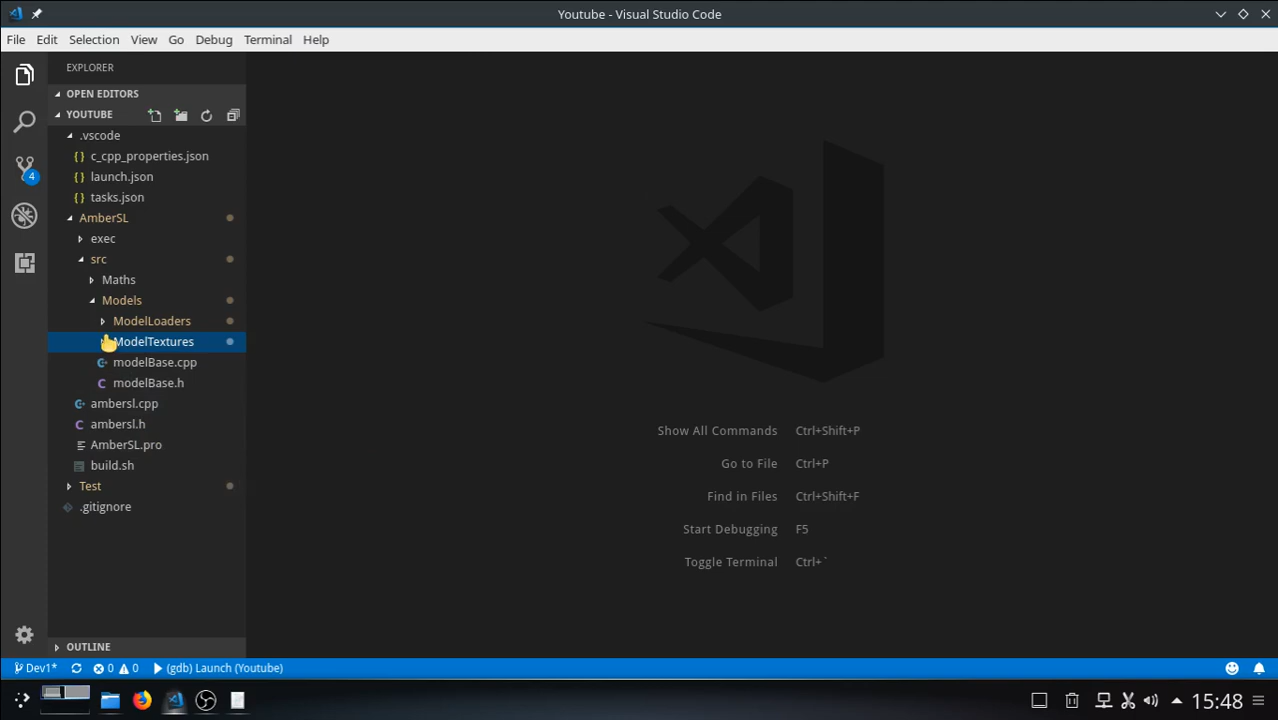 Youtube - Visual Studio Code
File Edit Selection View Go Debug Terminal Help
EXPLORER
OPEN EDITORS
YOUTUBE
.vscode
{} c_cpp_properties.json
{} launch.json
{} tasks.json
AmberSL
exec
src
Maths
Models
ModelLoaders
ModelTextures
modelBase.cpp
C modelBase.h
ambersl.cpp
C ambersl.h
AmberSL.pro
build.sh
Test
.gitignore
OUTLINE
4
Show All Commands Ctrl+Shift+P
Go to File Ctrl+P
Find in Files Ctrl+Shift+F
Start Debugging F5
Toggle Terminal Ctrl+`
Dev1* 0 0 (gdb) Launch (Youtube)
15:48